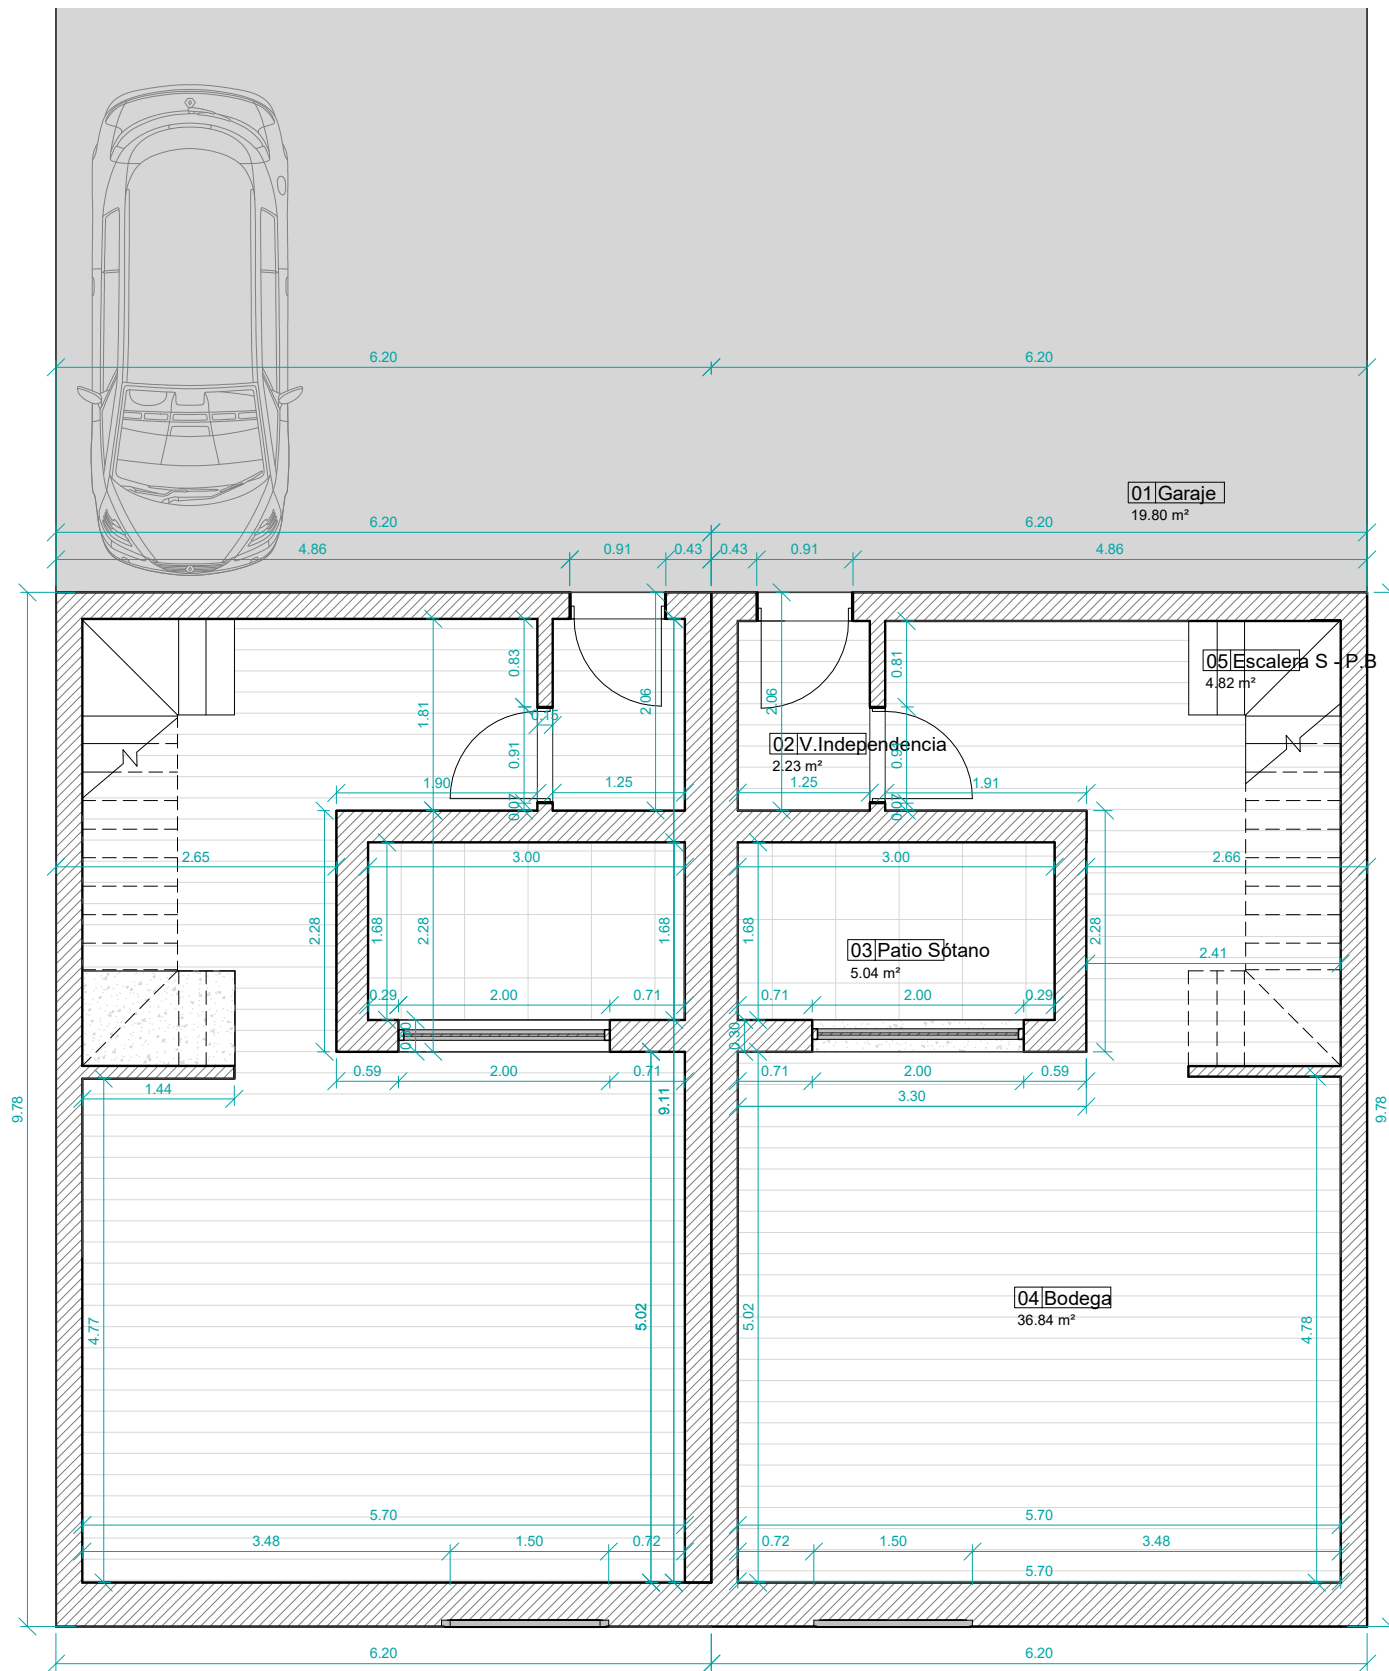 6.20 6.20
01 Garaje
19.80 m²
6.20 6.20
4.86 0.91 0.43 0.43 0.91 4.86
0.83 0.81
05 Escalera S - P.B
4.82 m²
1.81 2.06 2.06
0.15
02 V.Independencia
2.23 m²
0.91
1.90 1.25 1.25 1.91
0.07 0.07
2.65 3.00 3.00 2.66
2.28 1.68 2.28 1.68 1.68 2.28
03 Patio Sótano
5.04 m²
2.41
0.29 2.00 0.71 0.71 2.00 0.29
0.30
0.59 2.00 0.71 0.71 2.00 0.59
1.44 9.11 3.30
9.78 9.78
04 Bodega
36.84 m²
4.77 5.02 5.02 4.78
5.70 5.70
3.48 1.50 0.72 0.72 1.50 3.48
5.70
6.20 6.20